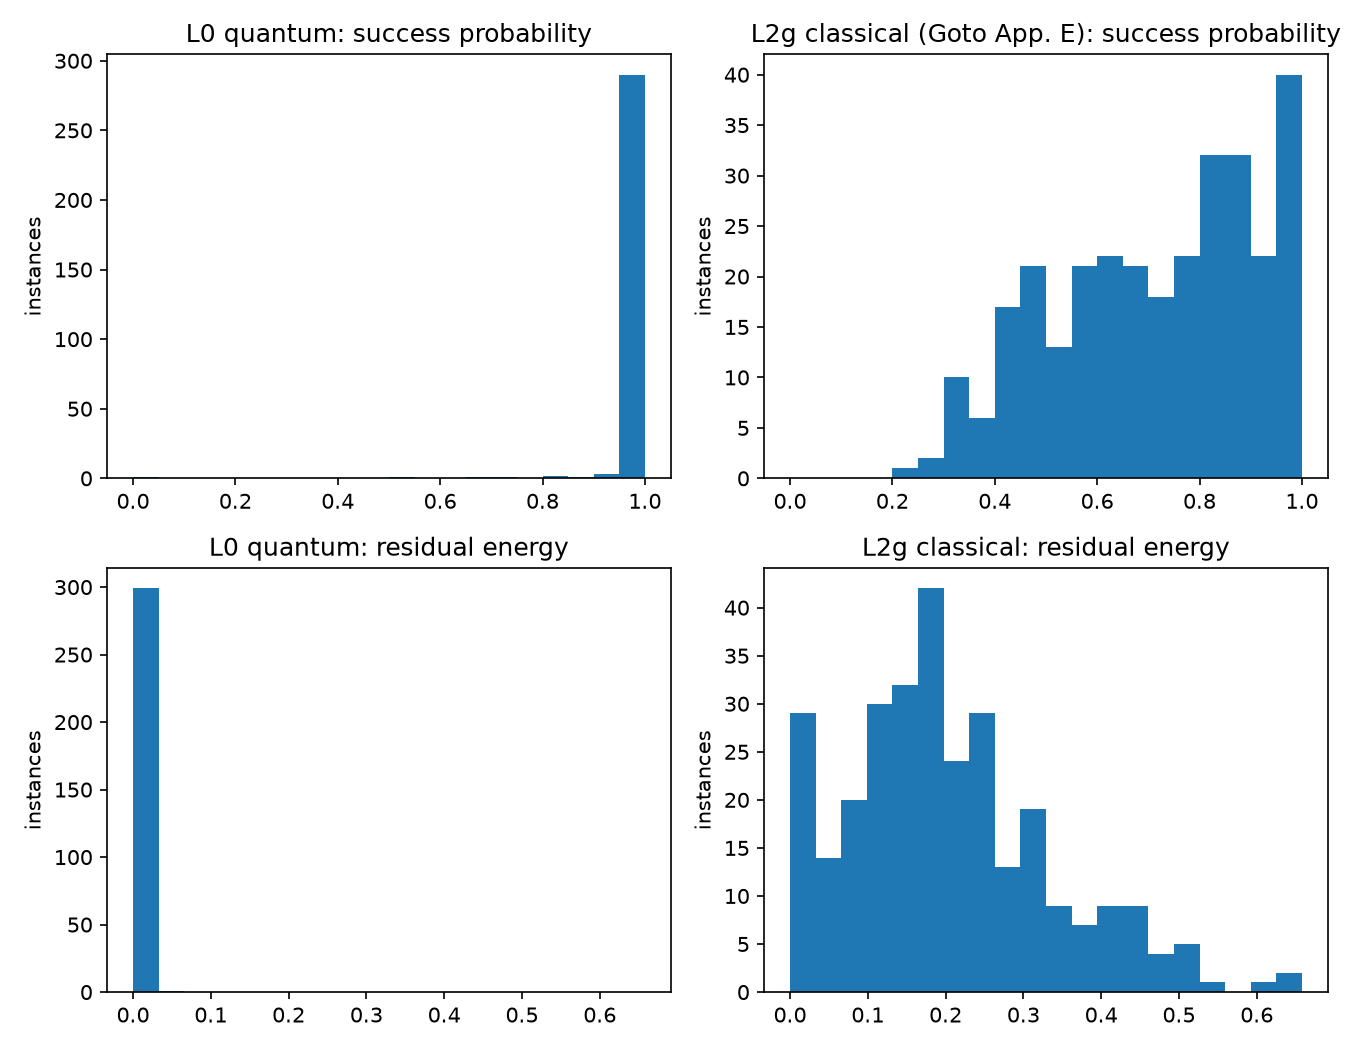 L0 quantum: success probability
instances
300
250
200
150
100
50
0
0.0 0.2 0.4 0.6 0.8 1.0
L2g classical (Goto App. E): success probability
instances
40
35
30
25
20
15
10
5
0
0.0 0.2 0.4 0.6 0.8 1.0
L0 quantum: residual energy
instances
300
250
200
150
100
50
0
0.0 0.1 0.2 0.3 0.4 0.5 0.6
L2g classical: residual energy
instances
40
35
30
25
20
15
10
5
0
0.0 0.1 0.2 0.3 0.4 0.5 0.6